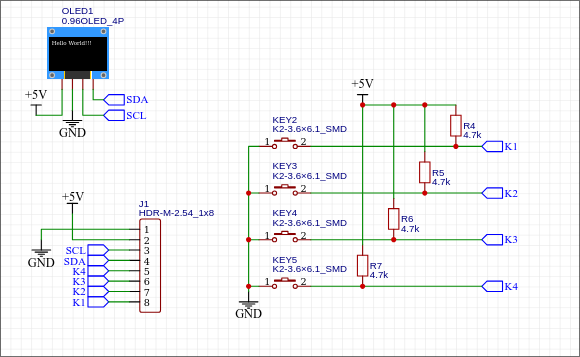 OLED1
0.96OLED_4P
Hello World!!!
+5V
SDA
SCL
GND
+5V
KEY2
K2-3.6×6.1_SMD
1 2
R4
4.7k
K1
KEY3
K2-3.6×6.1_SMD
1 2
R5
4.7k
K2
KEY4
K2-3.6×6.1_SMD
1 2
R6
4.7k
K3
KEY5
K2-3.6×6.1_SMD
1 2
R7
4.7k
K4
GND
+5V
J1
HDR-M-2.54_1x8
GND
1
2
SCL 3
SDA 4
K4 5
K3 6
K2 7
K1 8